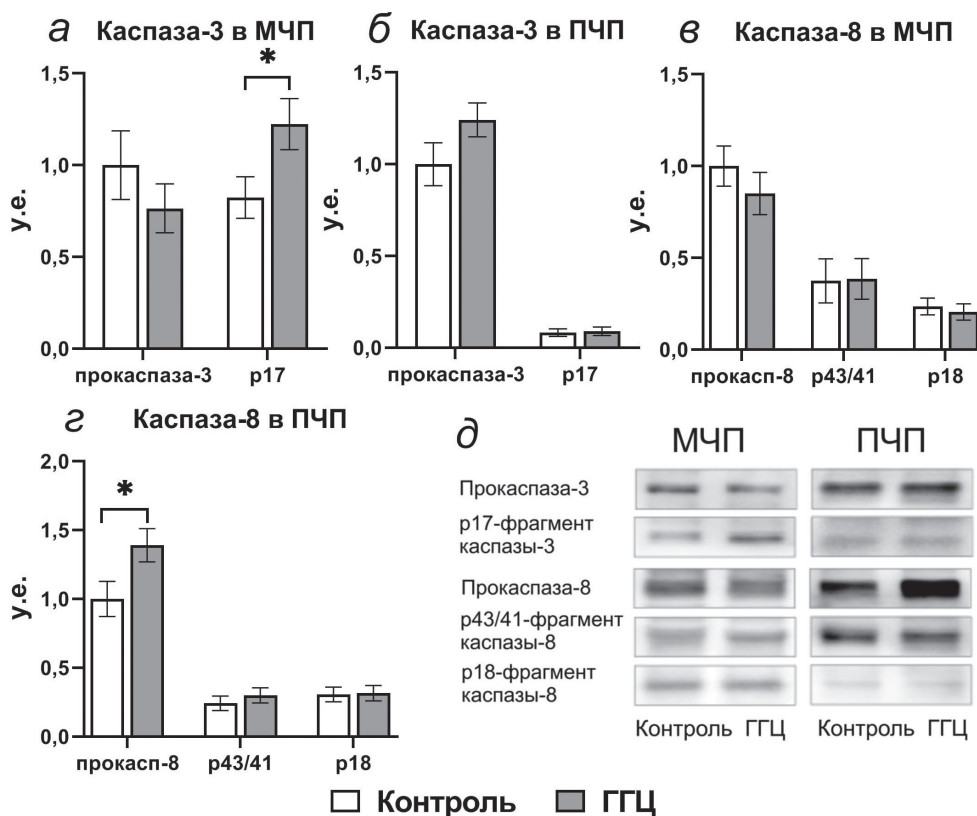 а Каспаза-3 в МЧП
*
1,5
1,0
0,5
0,0
у.е.
прокаспаза-3 p17
б Каспаза-3 в ПЧП
1,5
1,0
0,5
0,0
у.е.
прокаспаза-3 p17
в Каспаза-8 в МЧП
1,5
1,0
0,5
0,0
у.е.
прокасп-8 p43/41 p18
г Каспаза-8 в ПЧП
*
2,0
1,5
1,0
0,5
0,0
у.е.
прокасп-8 p43/41 p18
д
МЧП ПЧП
Прокаспаза-3
p17-фрагмент
каспазы-3
Прокаспаза-8
p43/41-фрагмент
каспазы-8
p18-фрагмент
каспазы-8
Контроль ГГЦ Контроль ГГЦ
Контроль ГГЦ